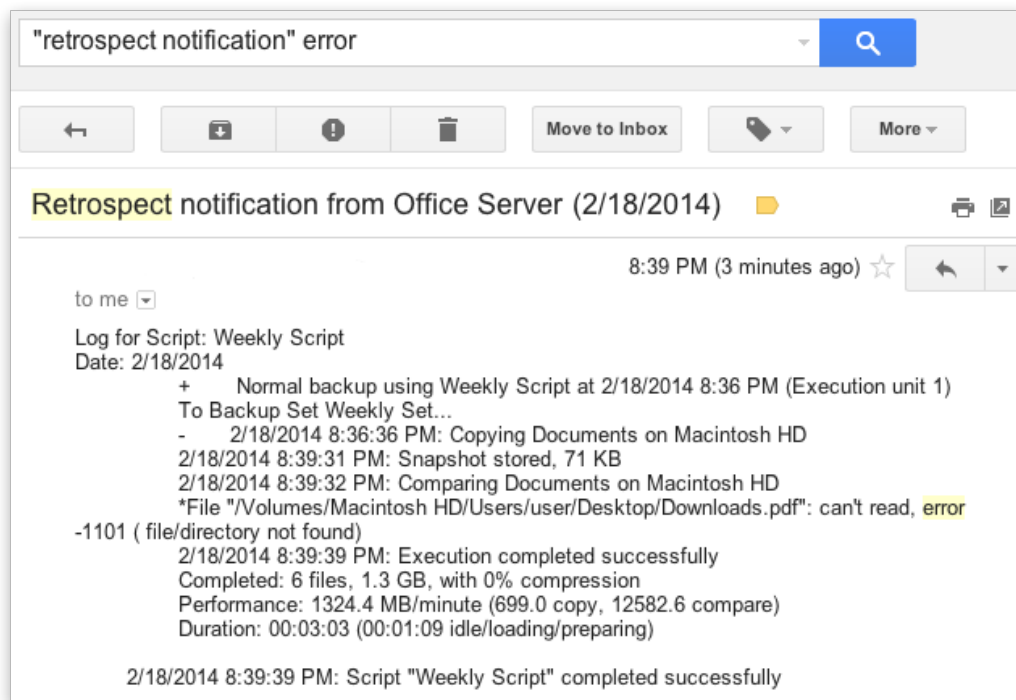 "retrospect notification" error
Move to Inbox
More
Retrospect notification from Office Server (2/18/2014)
8:39 PM (3 minutes ago)
to me
Log for Script: Weekly Script
Date: 2/18/2014
+ Normal backup using Weekly Script at 2/18/2014 8:36 PM (Execution unit 1)
To Backup Set Weekly Set...
- 2/18/2014 8:36:36 PM: Copying Documents on Macintosh HD
2/18/2014 8:39:31 PM: Snapshot stored, 71 KB
2/18/2014 8:39:32 PM: Comparing Documents on Macintosh HD
*File "/Volumes/Macintosh HD/Users/user/Desktop/Downloads.pdf": can't read, error
-1101 ( file/directory not found)
2/18/2014 8:39:39 PM: Execution completed successfully
Completed: 6 files, 1.3 GB, with 0% compression
Performance: 1324.4 MB/minute (699.0 copy, 12582.6 compare)
Duration: 00:03:03 (00:01:09 idle/loading/preparing)
2/18/2014 8:39:39 PM: Script "Weekly Script" completed successfully